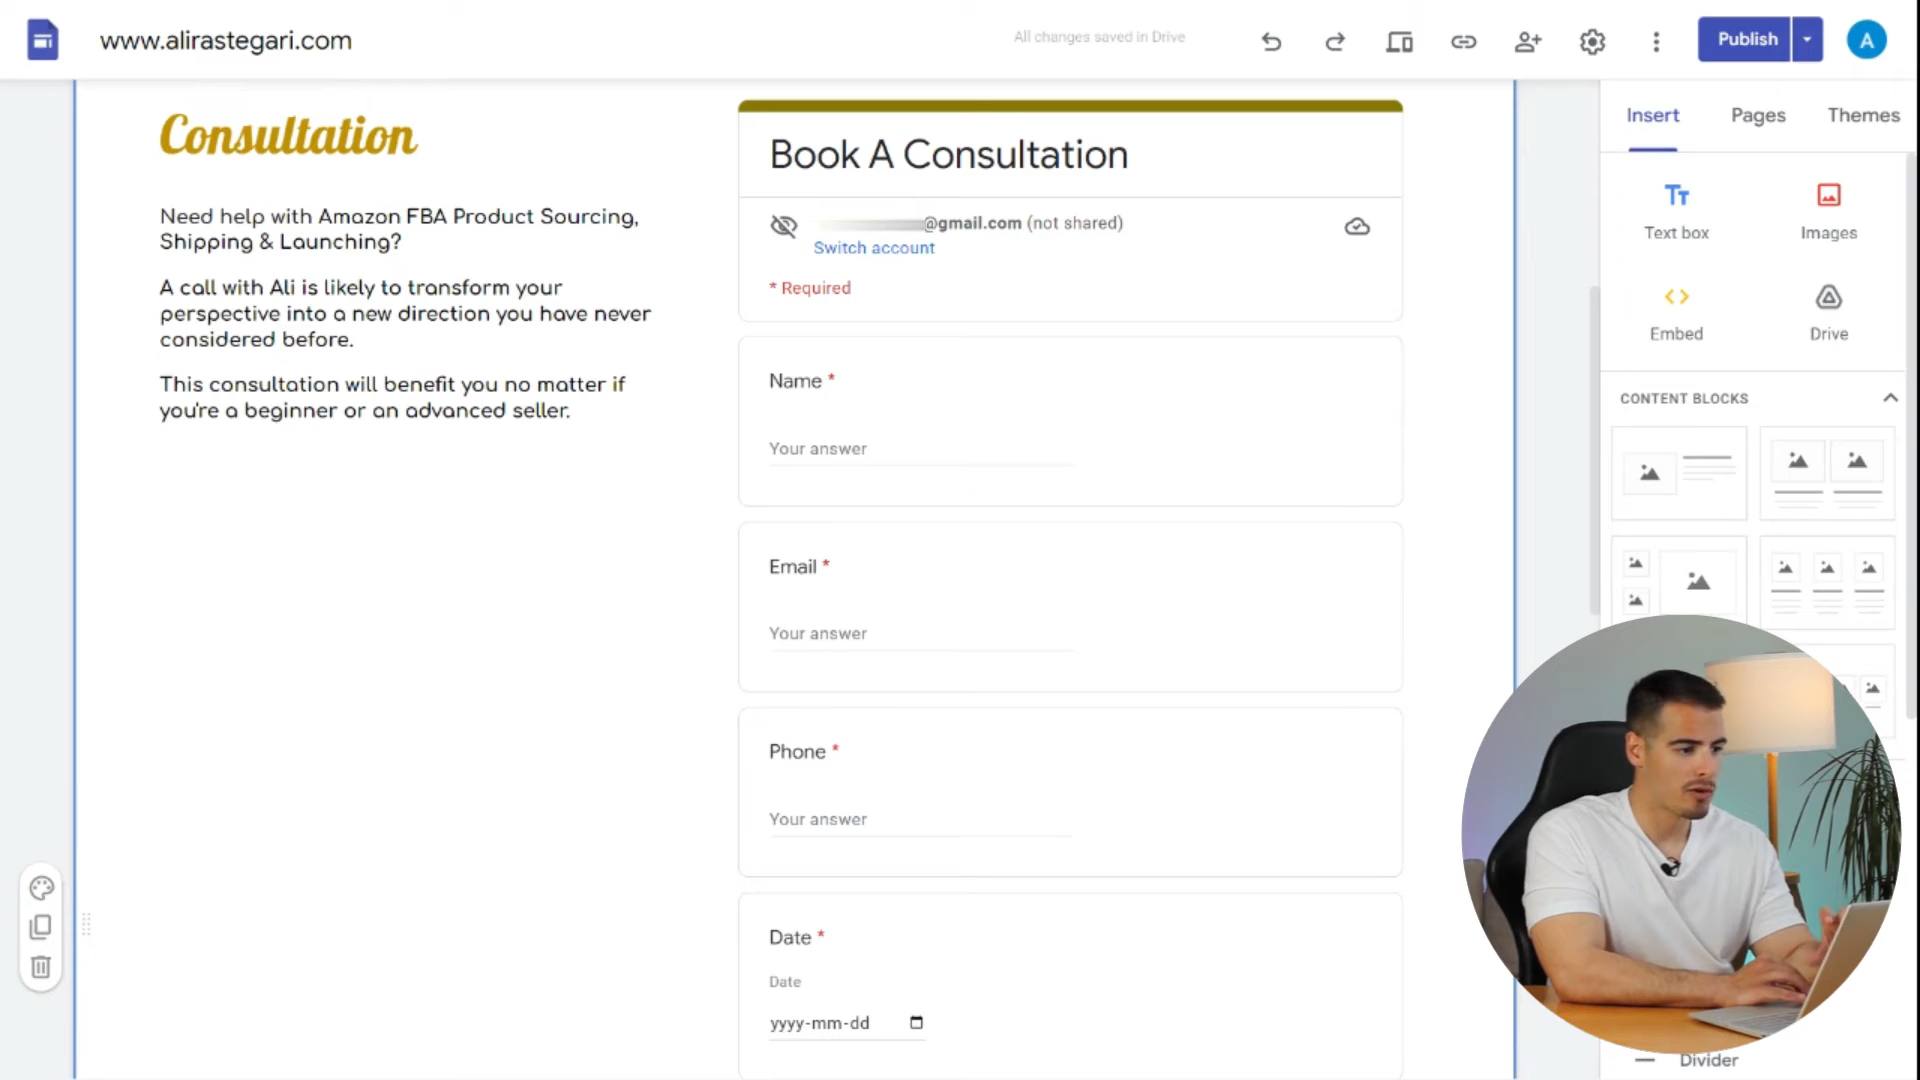 www.alirastegari.com
All changes saved in Drive
Publish
A
Insert
Pages
Themes
Consultation
Need help with Amazon FBA Product Sourcing,
Shipping & Launching?
A call with Ali is likely to transform your
perspective into a new direction you have never
considered before.
This consultation will benefit you no matter if
you're a beginner or an advanced seller.
Book A Consultation
@gmail.com (not shared)
Switch account
* Required
Name *
Your answer
Email *
Your answer
Phone *
Your answer
Date *
Date
yyyy-mm-dd
Tт
Text box
Images
Embed
Drive
CONTENT BLOCKS
Divider